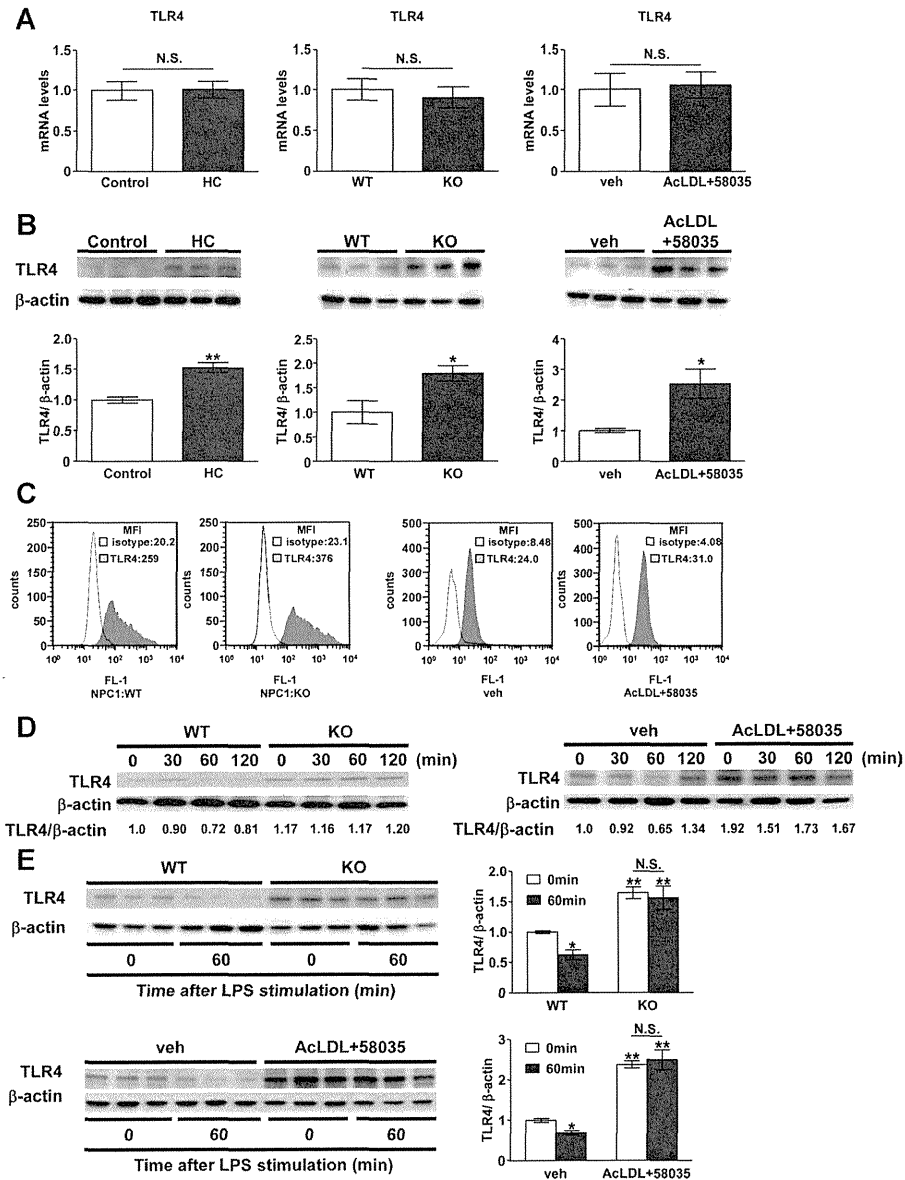 A
TLR4
TLR4
TLR4
mRNA levels
1.5
1.0
0.5
0
N.S.
Control
HC
mRNA levels
1.5
1.0
0.5
0
N.S.
WT
KO
mRNA levels
1.5
1.0
0.5
0
N.S.
veh
AcLDL+58035
B
Control
HC
WT
KO
veh
AcLDL
+58035
TLR4
β-actin
TLR4/ β-actin
2.0
1.5
1.0
0.5
0
**
Control
HC
TLR4/ β-actin
2.5
2.0
1.5
1.0
0.5
0
*
WT
KO
TLR4/ β-actin
4
3
2
1
0
*
veh
AcLDL+58035
C
counts
250
200
150
100
50
0
MFI
isotype:20.2
TLR4:259
10⁰ 10¹ 10² 10³ 10⁴
FL-1
NPC1:WT
counts
250
200
150
100
50
0
MFI
isotype:23.1
TLR4:376
10⁰ 10¹ 10² 10³ 10⁴
FL-1
NPC1:KO
counts
500
400
300
200
100
0
MFI
isotype:8.48
TLR4:24.0
10⁰ 10¹ 10² 10³ 10⁴
FL-1
veh
counts
500
400
300
200
100
0
MFI
isotype:4.08
TLR4:31.0
10⁰ 10¹ 10² 10³ 10⁴
FL-1
AcLDL+58035
D
WT KO
0 30 60 120 0 30 60 120 (min)
TLR4
β-actin
TLR4/β-actin 1.0 0.90 0.72 0.81 1.17 1.16 1.17 1.20
veh AcLDL+58035
0 30 60 120 0 30 60 120 (min)
TLR4
β-actin
TLR4/β-actin 1.0 0.92 0.65 1.34 1.92 1.51 1.73 1.67
E
WT KO
TLR4
β-actin
0 60 0 60
Time after LPS stimulation (min)
TLR4/ β-actin
2.0
1.5
1.0
0.5
0
0min
60min
N.S.
** **
*
WT
KO
veh AcLDL+58035
TLR4
β-actin
0 60 0 60
Time after LPS stimulation (min)
TLR4/ β-actin
3
2
1
0
0min
60min
N.S.
** **
*
veh
AcLDL+58035